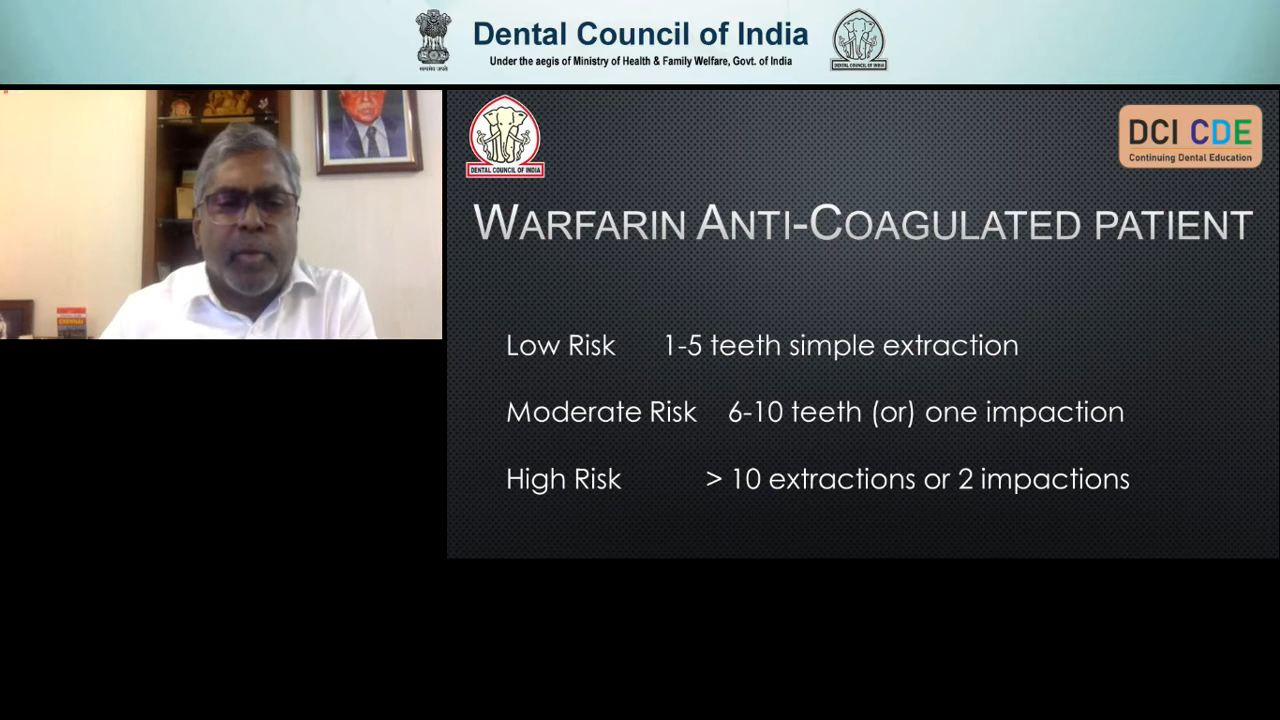 Dental Council of India
Under the aegis of Ministry of Health & Family Welfare, Govt. of India
DENTAL COUNCIL OF INDIA
DCI CDE
Continuing Dental Education
WARFARIN ANTI-COAGULATED PATIENT
Low Risk 1-5 teeth simple extraction
Moderate Risk 6-10 teeth (or) one impaction
High Risk > 10 extractions or 2 impactions